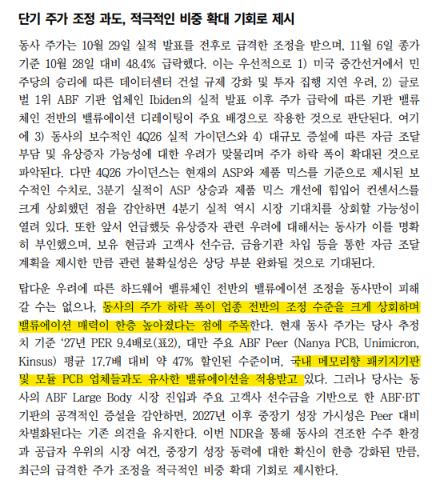 단기 주가 조정 과도, 적극적인 비중 확대 기회로 제시
동사 주가는 10월 29일 실적 발표를 전후로 급격한 조정을 받으며, 11월 6일 종가
기준 10월 28일 대비 48.4% 급락했다. 이는 우선적으로 1) 미국 중간선거에서 민
주당의 승리에 따른 데이터센터 건설 규제 강화 및 투자 집행 지연 우려, 2) 글로
벌 1위 ABF 기판 업체인 Ibiden의 실적 발표 이후 주가 급락에 따른 기판 밸류
체인 전반의 밸류에이션 디레이팅이 주요 배경으로 작용한 것으로 판단된다. 여기
에 3) 동사의 보수적인 4Q26 실적 가이던스와 4) 대규모 증설에 따른 자금 조달
부담 및 유상증자 가능성에 대한 우려가 맞물리며 주가 하락 폭이 확대된 것으로
파악된다. 다만 4Q26 가이던스는 현재의 ASP와 제품 믹스를 기준으로 제시된 보
수적인 수치로, 3분기 실적이 ASP 상승과 제품 믹스 개선에 힘입어 컨센서스를
크게 상회했던 점을 감안하면 4분기 실적 역시 시장 기대치를 상회할 가능성이
열려 있다. 또한 앞서 언급했듯 유상증자 관련 우려에 대해서는 동사가 이를 명확
히 부인했으며, 보유 현금과 고객사 선수금, 금융기관 차입 등을 통한 자금 조달
계획을 제시한 만큼 관련 불확실성은 상당 부분 완화될 것으로 기대된다.
탑다운 우려에 따른 하드웨어 밸류체인 전반의 밸류에이션 조정을 동사만이 피해
갈 수는 없으나, 동사의 주가 하락 폭이 업종 전반의 조정 수준을 크게 상회하며
밸류에이션 매력이 한층 높아졌다는 점에 주목한다. 현재 동사 주가는 당사 추정
치 기준 '27년 PER 9.4배로(표2), 대만 주요 ABF Peer (Nanya PCB, Unimicron,
Kinsus) 평균 17.7배 대비 약 47% 할인된 수준이며, 국내 메모리향 패키지기판
및 모듈 PCB 업체들과도 유사한 밸류에이션을 적용받고 있다. 그러나 당사는 동
사의 ABF Large Body 시장 진입과 주요 고객사 선수금을 기반으로 한 ABF·BT
기판의 공격적인 증설을 감안하면, 2027년 이후 중장기 성장 가시성은 Peer 대비
차별화된다는 기존 의견을 유지한다. 이번 NDR을 통해 동사의 견조한 수주 환경
과 공급자 우위의 시장 여건, 중장기 성장 동력에 대한 확신이 한층 강화된 만큼,
최근의 급격한 주가 조정을 적극적인 비중 확대 기회로 제시한다.